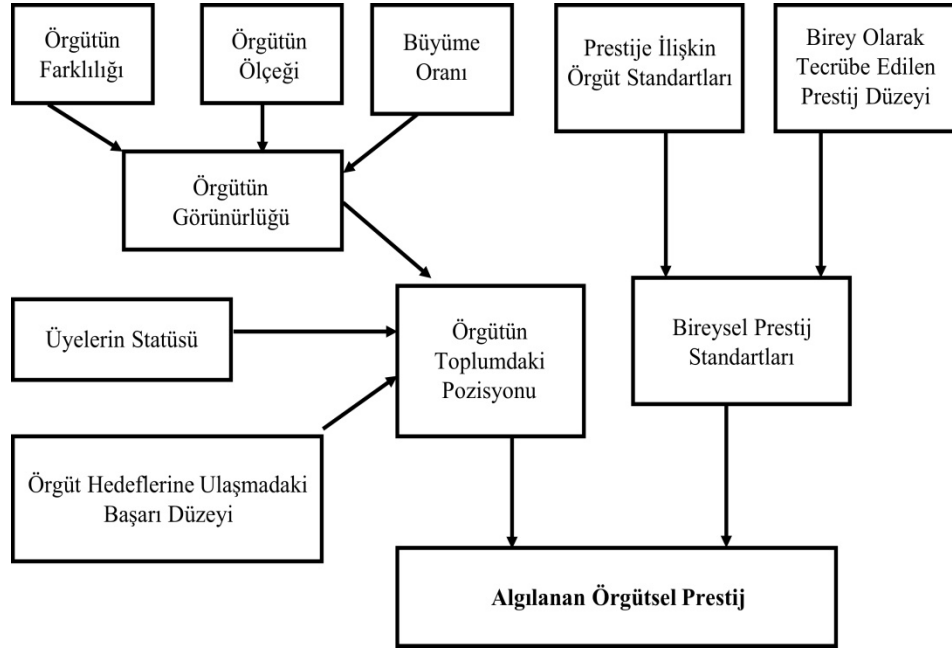 Örgütün
Farklılığı
Örgütün
Ölçeği
Büyüme
Oranı
Prestije İlişkin
Örgüt Standartları
Birey Olarak
Tecrübe Edilen
Prestij Düzeyi
Örgütün
Görünürlüğü
Üyelerin Statüsü
Örgütün
Toplumdaki
Pozisyonu
Bireysel Prestij
Standartları
Örgüt Hedeflerine Ulaşmadaki
Başarı Düzeyi
Algılanan Örgütsel Prestij